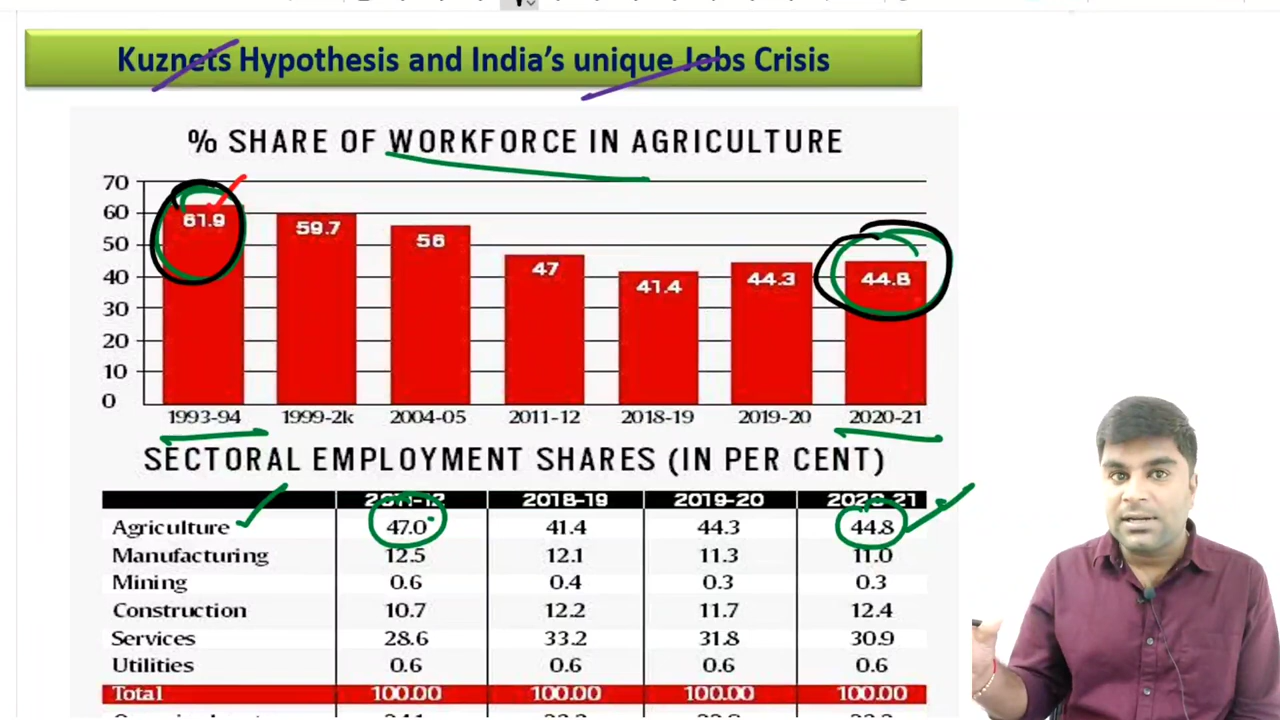 Kuznets Hypothesis and India's unique Jobs Crisis
% SHARE OF WORKFORCE IN AGRICULTURE
70
60
50
40
30
20
10
0
61.9
59.7
56
47
41.4
44.3
44.8
1993-94 1999-2k 2004-05 2011-12 2018-19 2019-20 2020-21
SECTORAL EMPLOYMENT SHARES (IN PER CENT)
2011-12 2018-19 2019-20 2020-21
Agriculture 47.0 41.4 44.3 44.8
Manufacturing 12.5 12.1 11.3 11.0
Mining 0.6 0.4 0.3 0.3
Construction 10.7 12.2 11.7 12.4
Services 28.6 33.2 31.8 30.9
Utilities 0.6 0.6 0.6 0.6
Total 100.00 100.00 100.00 100.00